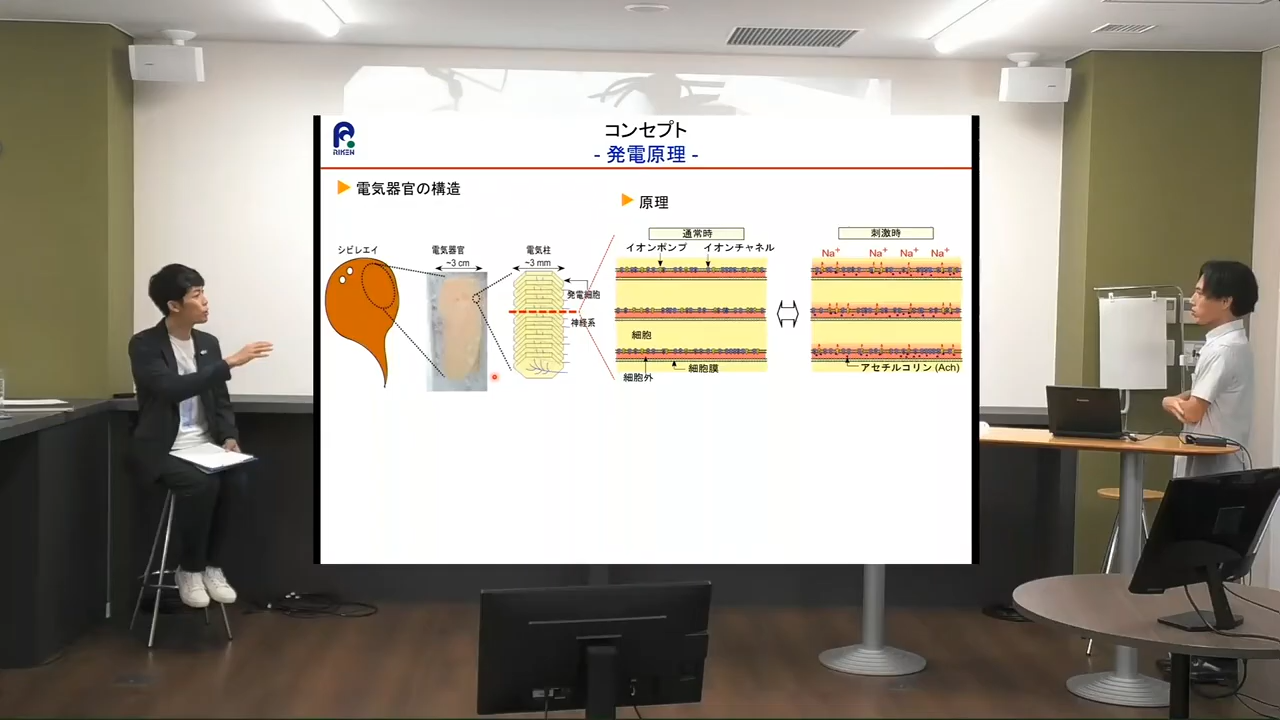 コンセプト
- 発電原理 -
RIKEN
電気器官の構造
原理
シビレエイ
電気器官
~3 cm
電気柱
~3 mm
発電細胞
神経系
通常時
イオンポンプ イオンチャネル
細胞
細胞外
細胞膜
刺激時
Na+ Na+ Na+ Na+
アセチルコリン (Ach)